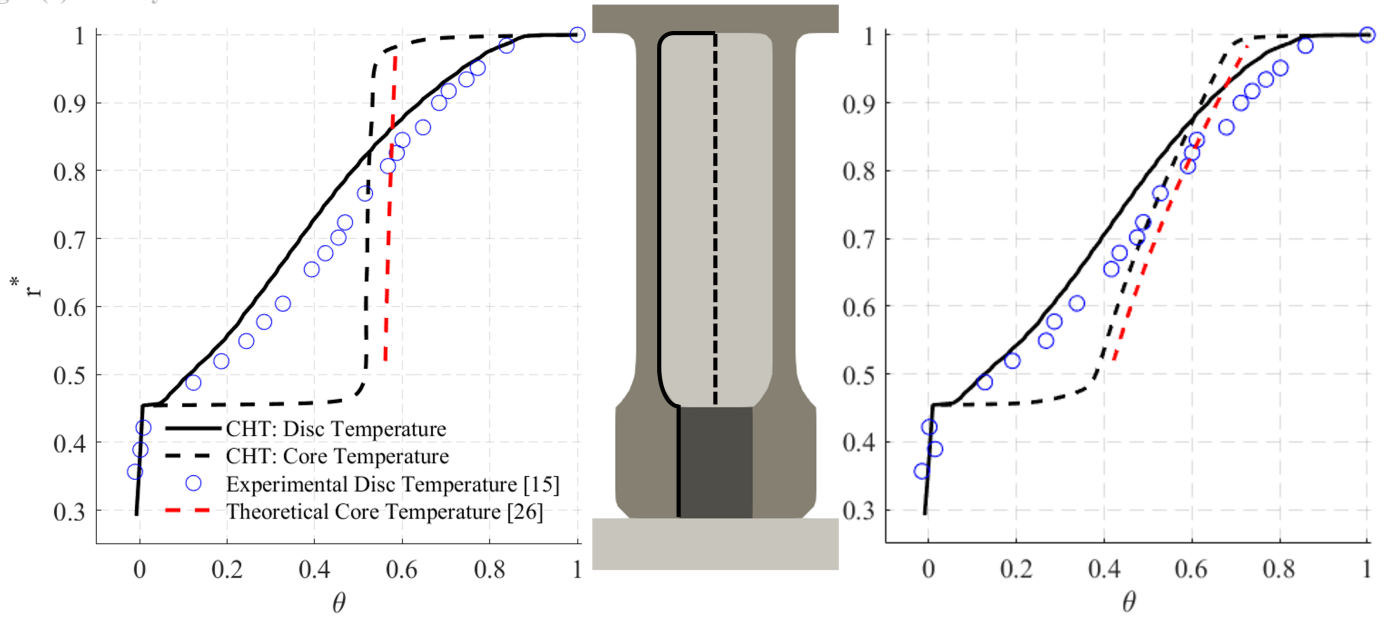 1
0.9
0.8
0.7
0.6
0.5
0.4
0.3
r*
0 0.2 0.4 0.6 0.8 1
θ
CHT: Disc Temperature
CHT: Core Temperature
Experimental Disc Temperature [15]
Theoretical Core Temperature [26]
1
0.9
0.8
0.7
0.6
0.5
0.4
0.3
0 0.2 0.4 0.6 0.8 1
θ